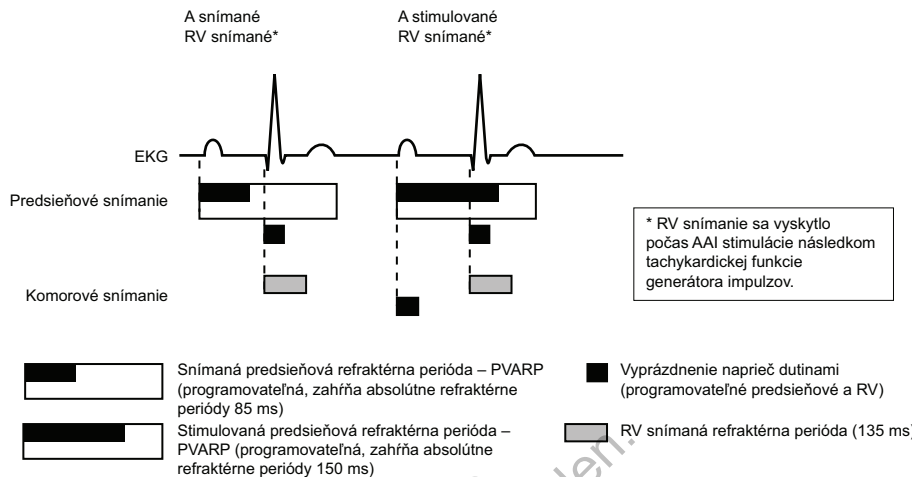 A snímané
RV snímané*
A stimulované
RV snímané*
EKG
Predsieňové snímanie
Komorové snímanie
* RV snímanie sa vyskytlo
počas AAI stimulácie následkom
tachykardickej funkcie
generátora impulzov.
Snímaná predsieňová refraktérna perióda – PVARP
(programovateľná, zahŕňa absolútne refraktérne
periódy 85 ms)
Stimulovaná predsieňová refraktérna perióda –
PVARP (programovateľná, zahŕňa absolútne
refraktérne periódy 150 ms)
Vyprázdnenie naprieč dutinami
(programovateľné predsieňové a RV)
RV snímaná refraktérna perióda (135 ms)